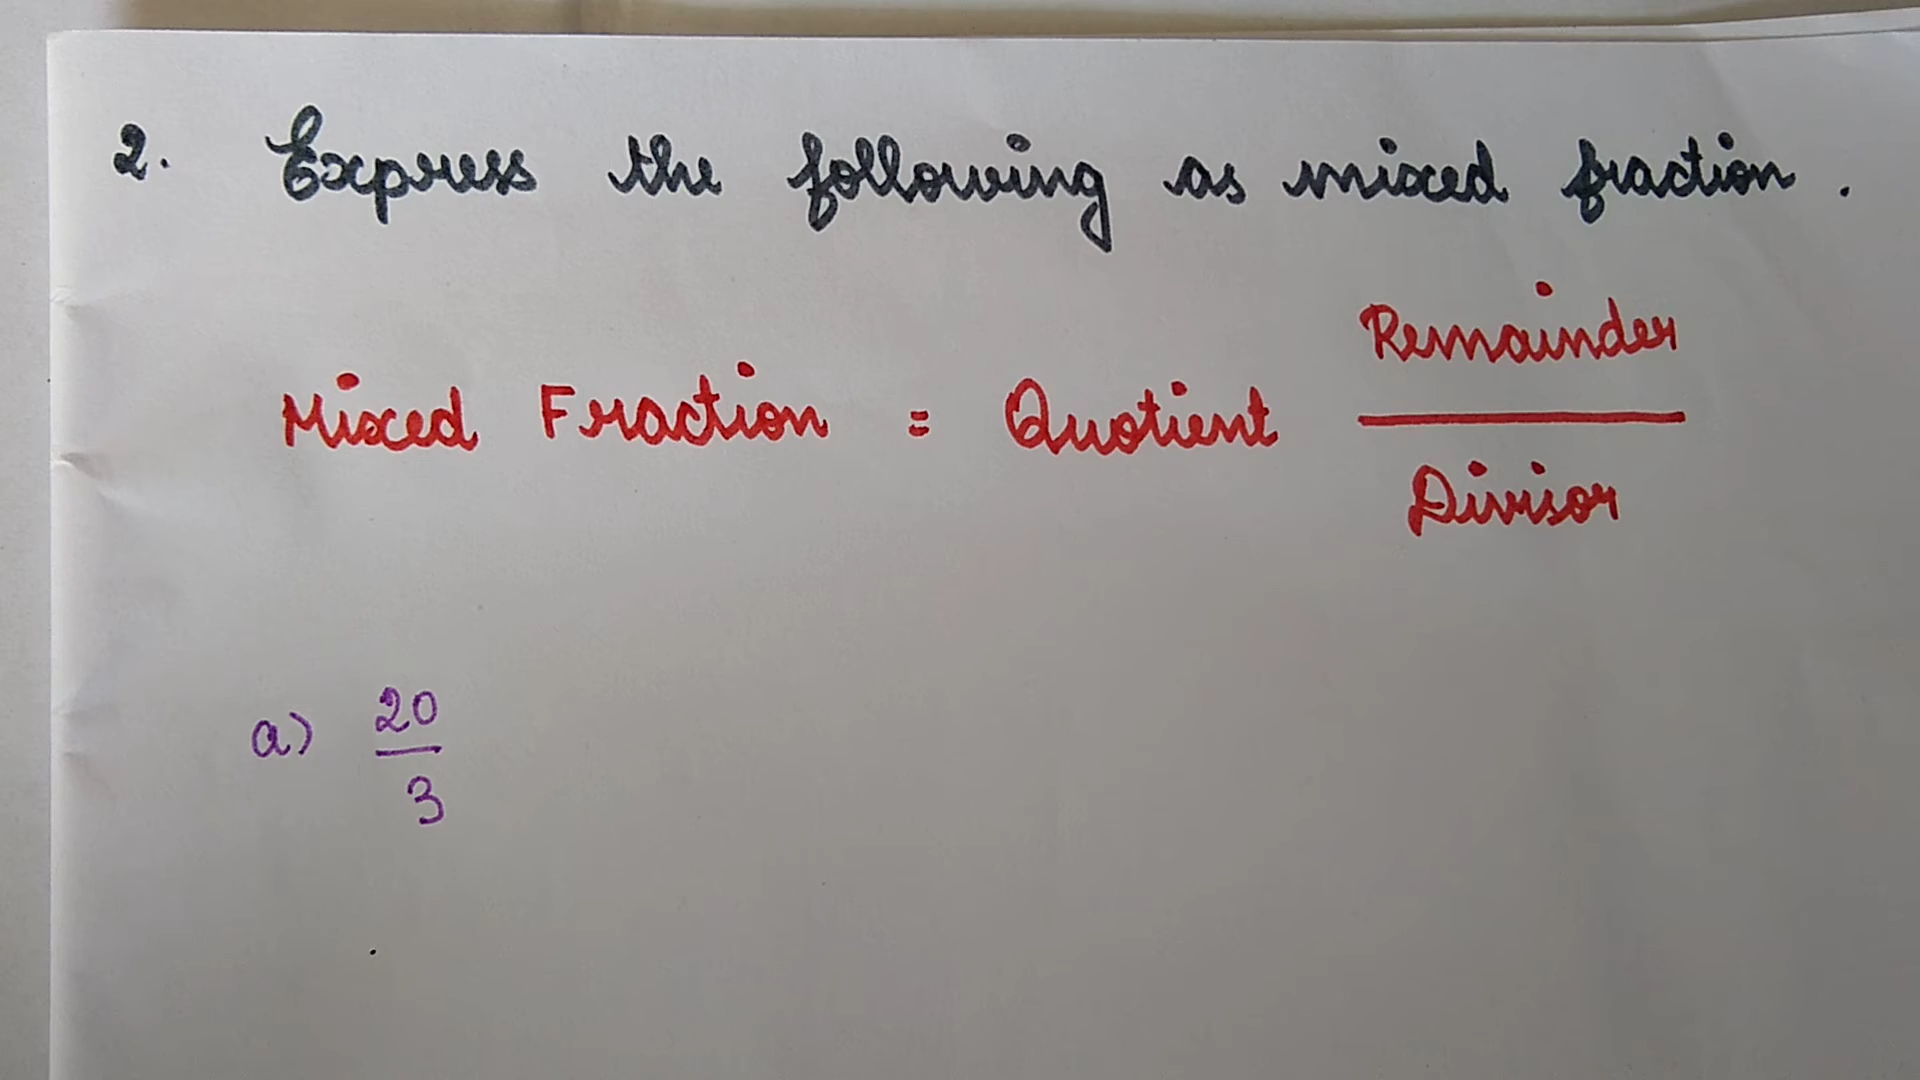 2. Express the following as mixed fraction.
Remainder
Mixed Fraction = Quotient
Divisor
a) 20
3